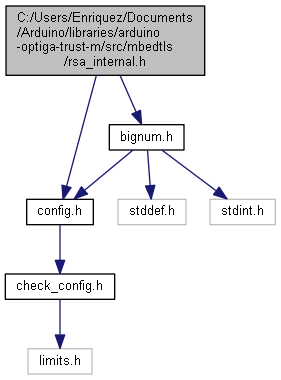 C:/Users/Enriquez/Documents
/Arduino/libraries/arduino
-optiga-trust-m/src/mbedtls
/rsa_internal.h
bignum.h
config.h
stddef.h
stdint.h
check_config.h
limits.h